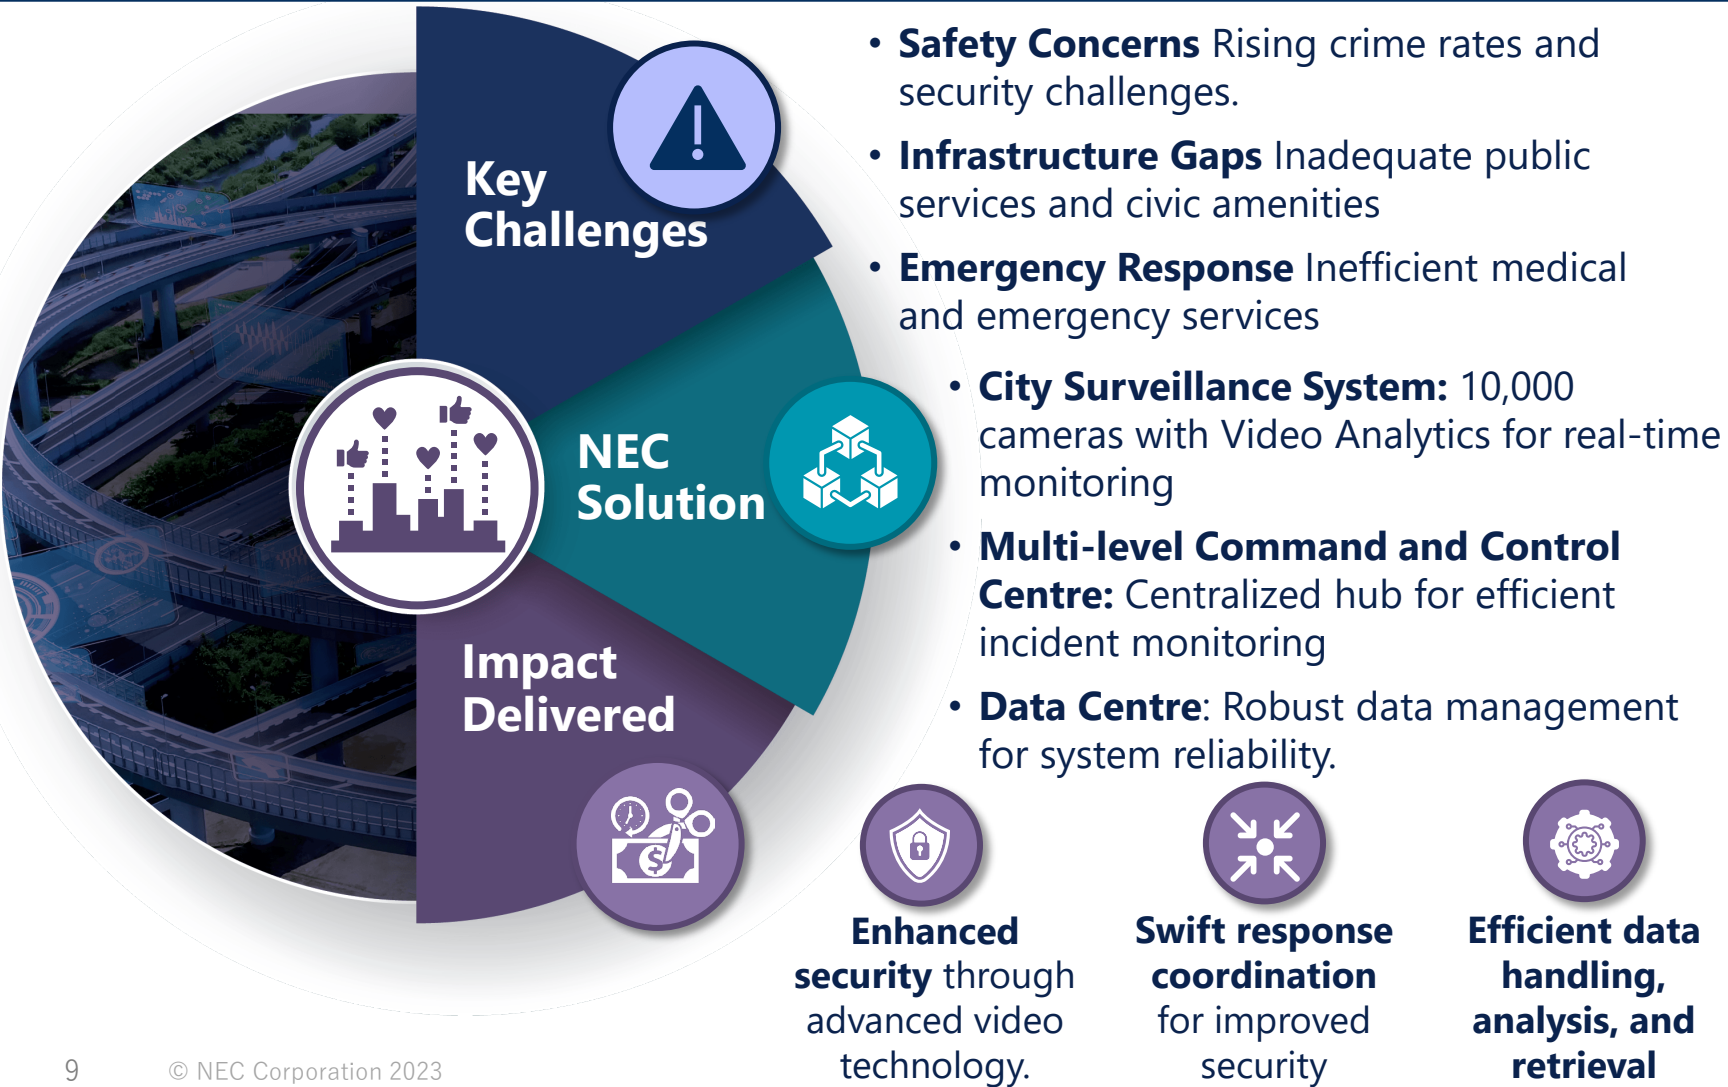 Key
Challenges
• Safety Concerns Rising crime rates and
security challenges.
• Infrastructure Gaps Inadequate public
services and civic amenities
• Emergency Response Inefficient medical
and emergency services
NEC
Solution
• City Surveillance System: 10,000
cameras with Video Analytics for real-time
monitoring
• Multi-level Command and Control
Centre: Centralized hub for efficient
incident monitoring
• Data Centre: Robust data management
for system reliability.
Impact
Delivered
$
Enhanced
security through
advanced video
technology.
Swift response
coordination
for improved
security
Efficient data
handling,
analysis, and
retrieval
9
© NEC Corporation 2023